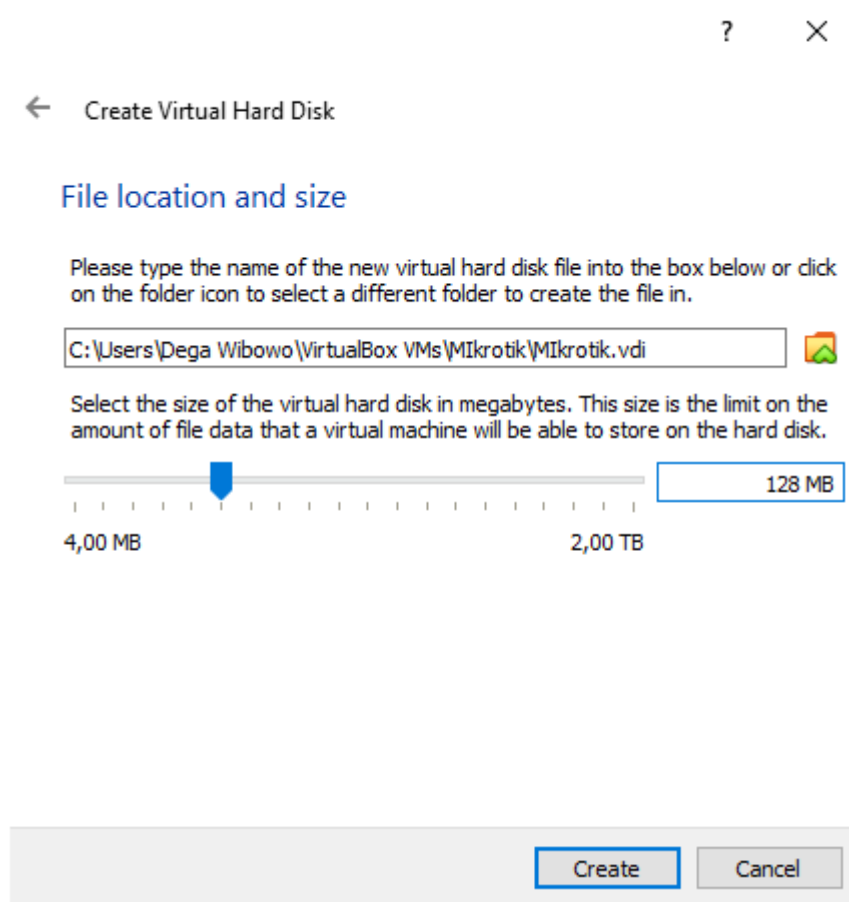 ?
Create Virtual Hard Disk
File location and size
Please type the name of the new virtual hard disk file into the box below or click
on the folder icon to select a different folder to create the file in.
C:\Users\Dega Wibowo\VirtualBox VMs\MIkrotik\MIkrotik.vdi
Select the size of the virtual hard disk in megabytes. This size is the limit on the
amount of file data that a virtual machine will be able to store on the hard disk.
128 MB
4,00 MB 2,00 TB
Create Cancel